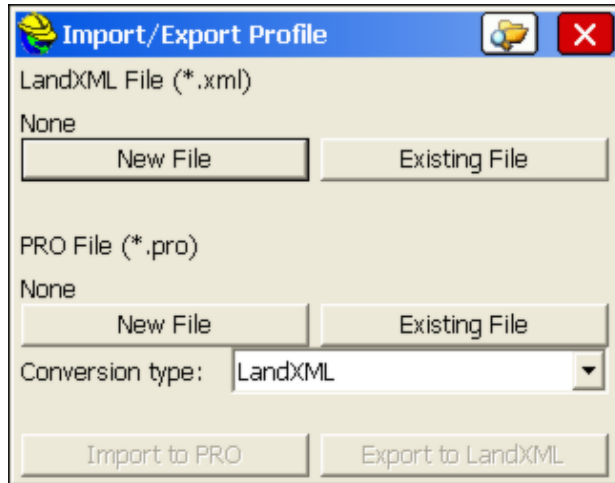 Import/Export Profile
LandXML File (*.xml)
None
New File Existing File
PRO File (*.pro)
None
New File Existing File
Conversion type: LandXML
Import to PRO Export to LandXML